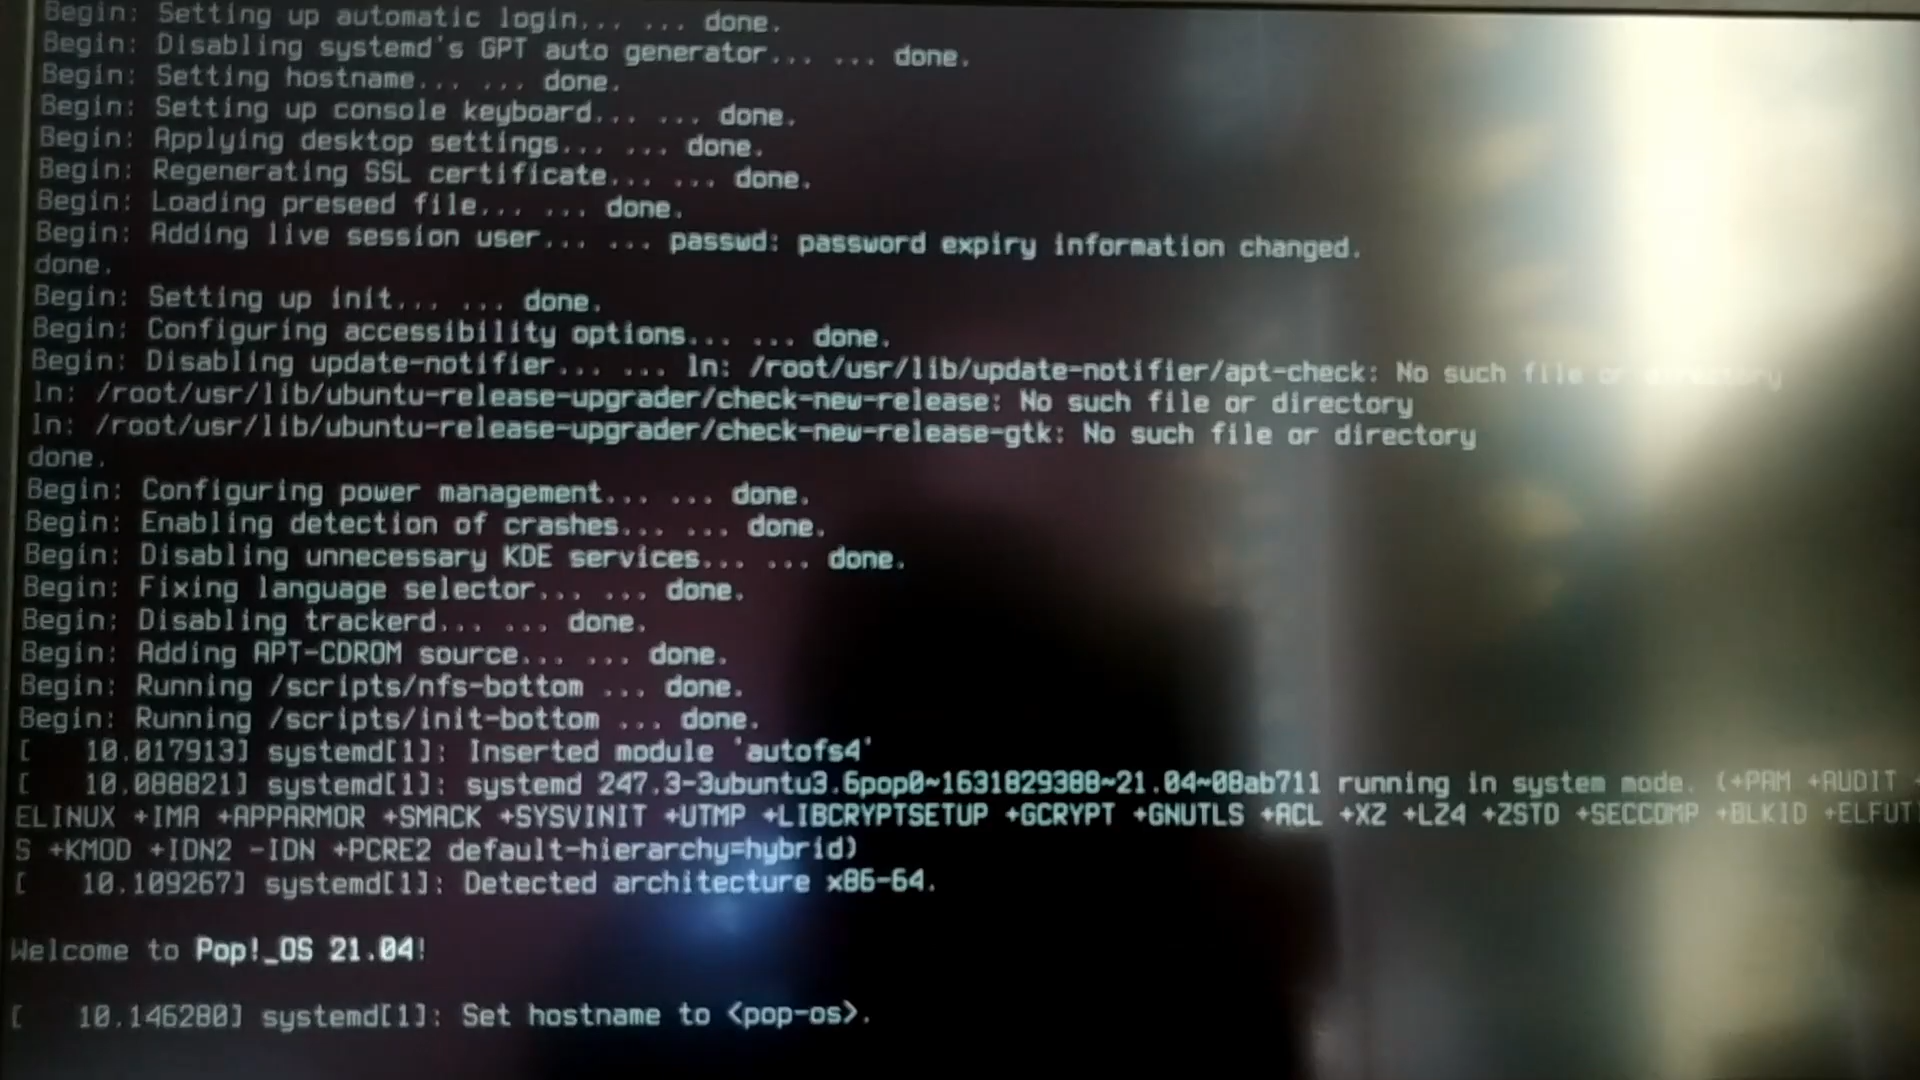 Begin: Setting up automatic login... ... done.
Begin: Disabling systemd's GPT auto generator... ... done.
Begin: Setting hostname... ... done.
Begin: Setting up console keyboard... ... done.
Begin: Applying desktop settings... ... done.
Begin: Regenerating SSL certificate... ... done.
Begin: Loading preseed file... ... done.
Begin: Adding live session user... ... passwd: password expiry information changed.
done.
Begin: Setting up init... ... done.
Begin: Configuring accessibility options... ... done.
Begin: Disabling update-notifier... ... ln: /root/usr/lib/update-notifier/apt-check: No such file or directory
ln: /root/usr/lib/ubuntu-release-upgrader/check-new-release: No such file or directory
ln: /root/usr/lib/ubuntu-release-upgrader/check-new-release-gtk: No such file or directory
done.
Begin: Configuring power management... ... done.
Begin: Enabling detection of crashes... ... done.
Begin: Disabling unnecessary KDE services... ... done.
Begin: Fixing language selector... ... done.
Begin: Disabling trackerd... ... done.
Begin: Adding APT-CDROM source... ... done.
Begin: Running /scripts/nfs-bottom ... done.
Begin: Running /scripts/init-bottom ... done.
[   10.017913] systemd[1]: Inserted module 'autofs4'
[   10.088821] systemd[1]: systemd 247.3-3ubuntu3.6pop0~1631829388~21.04~08ab711 running in system mode. (+PAM +AUDIT
ELINUX +IMA +APPARMOR +SMACK +SYSVINIT +UTMP +LIBCRYPTSETUP +GCRYPT +GNUTLS +ACL +XZ +LZ4 +ZSTD +SECCOMP +BLKID +ELFUT
S +KMOD +IDN2 -IDN +PCRE2 default-hierarchy=hybrid)
[   10.109267] systemd[1]: Detected architecture x86-64.
Welcome to Pop!_OS 21.04!
[   10.146280] systemd[1]: Set hostname to <pop-os>.